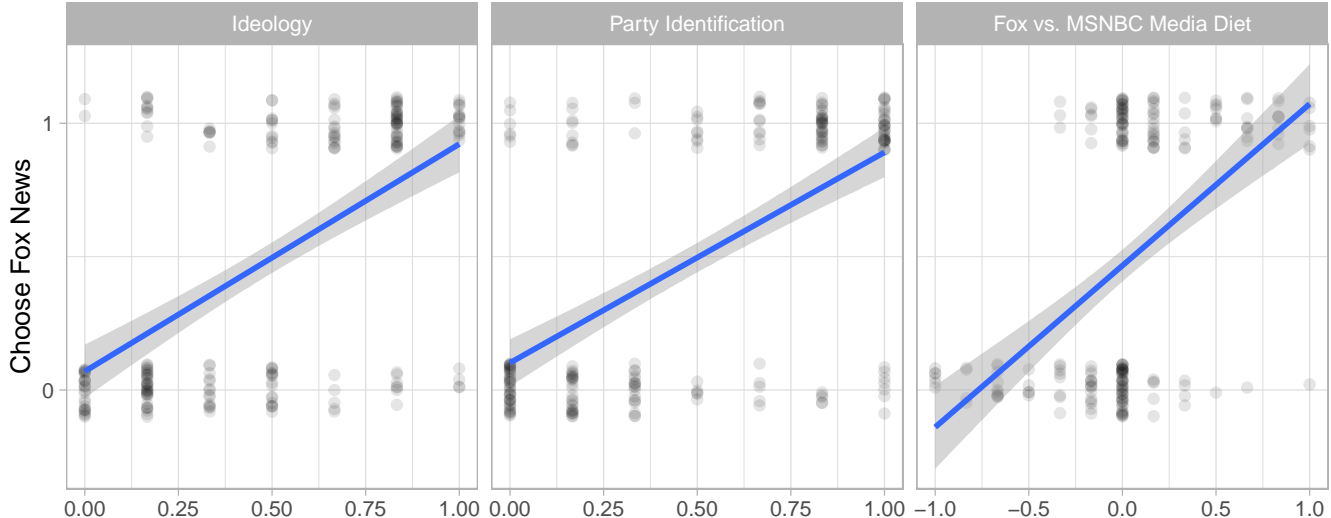 Ideology
Party Identification
Fox vs. MSNBC Media Diet
Choose Fox News
1
0
0.00 0.25 0.50 0.75 1.00
0.00 0.25 0.50 0.75 1.00
−1.0 −0.5 0.0 0.5 1.0